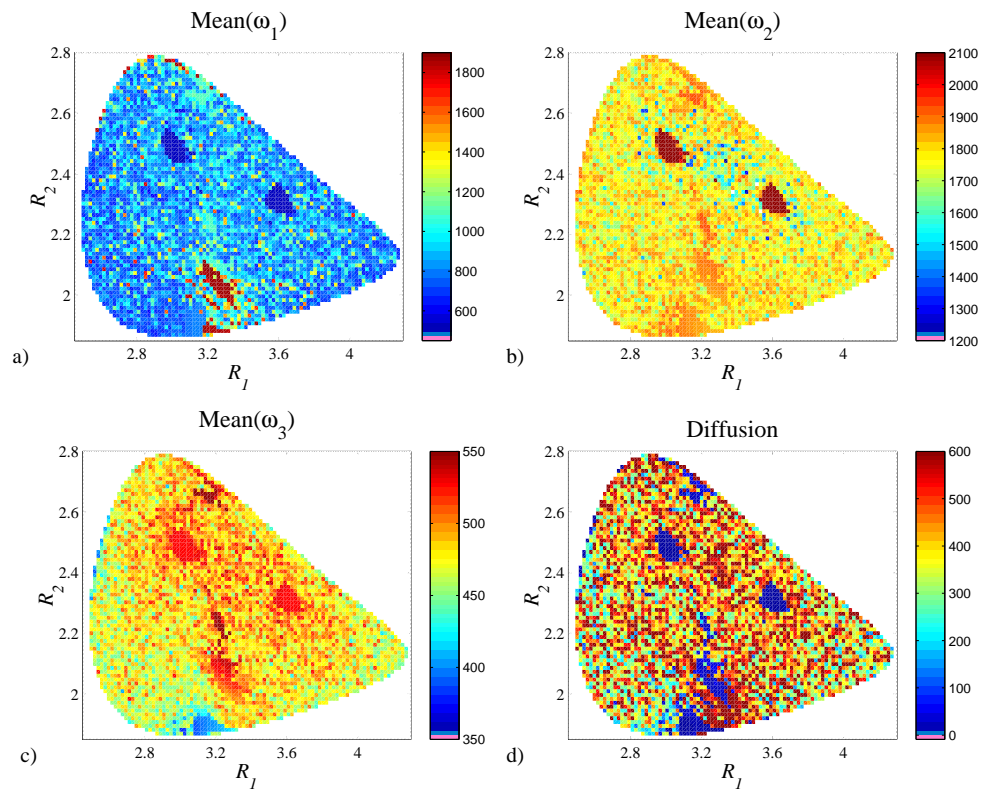 Mean(ω1)
2.8
2.6
2.4
2.2
2
R2
2.8 3.2 3.6 4
R1
1800
1600
1400
1200
1000
800
600
a)
Mean(ω2)
2.8
2.6
2.4
2.2
2
R2
2.8 3.2 3.6 4
R1
2100
2000
1900
1800
1700
1600
1500
1400
1300
1200
b)
Mean(ω3)
2.8
2.6
2.4
2.2
2
R2
2.8 3.2 3.6 4
R1
550
500
450
400
350
c)
Diffusion
2.8
2.6
2.4
2.2
2
R2
2.8 3.2 3.6 4
R1
600
500
400
300
200
100
0
d)